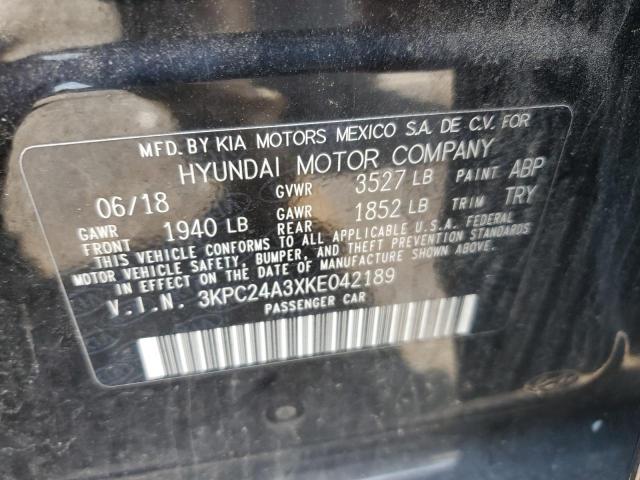 MFD. BY KIA MOTORS MEXICO S.A. DE C.V. FOR
HYUNDAI MOTOR COMPANY
06/18 GVWR 3527 LB PAINT ABP
GAWR FRONT 1940 LB GAWR REAR 1852 LB TRIM TRY
THIS VEHICLE CONFORMS TO ALL APPLICABLE U.S.A. FEDERAL
MOTOR VEHICLE SAFETY, BUMPER, AND THEFT PREVENTION STANDARDS
IN EFFECT ON THE DATE OF MANUFACTURE SHOWN ABOVE.
V.I.N. 3KPC24A3XKE042189
PASSENGER CAR